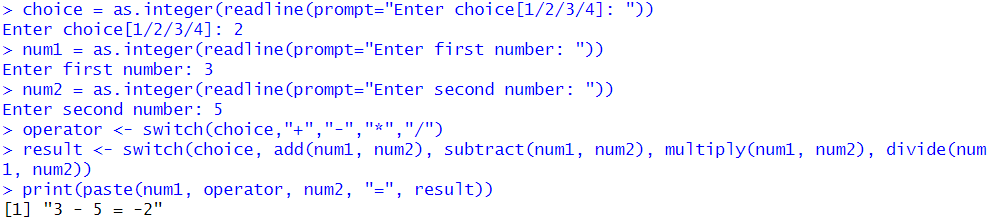 > choice = as.integer(readline(prompt="Enter choice[1/2/3/4]: "))
Enter choice[1/2/3/4]: 2
> num1 = as.integer(readline(prompt="Enter first number: "))
Enter first number: 3
> num2 = as.integer(readline(prompt="Enter second number: "))
Enter second number: 5
> operator <- switch(choice,"+","-","*","/")
> result <- switch(choice, add(num1, num2), subtract(num1, num2), multiply(num1, num2), divide(num
1, num2))
> print(paste(num1, operator, num2, "=", result))
[1] "3 - 5 = -2"